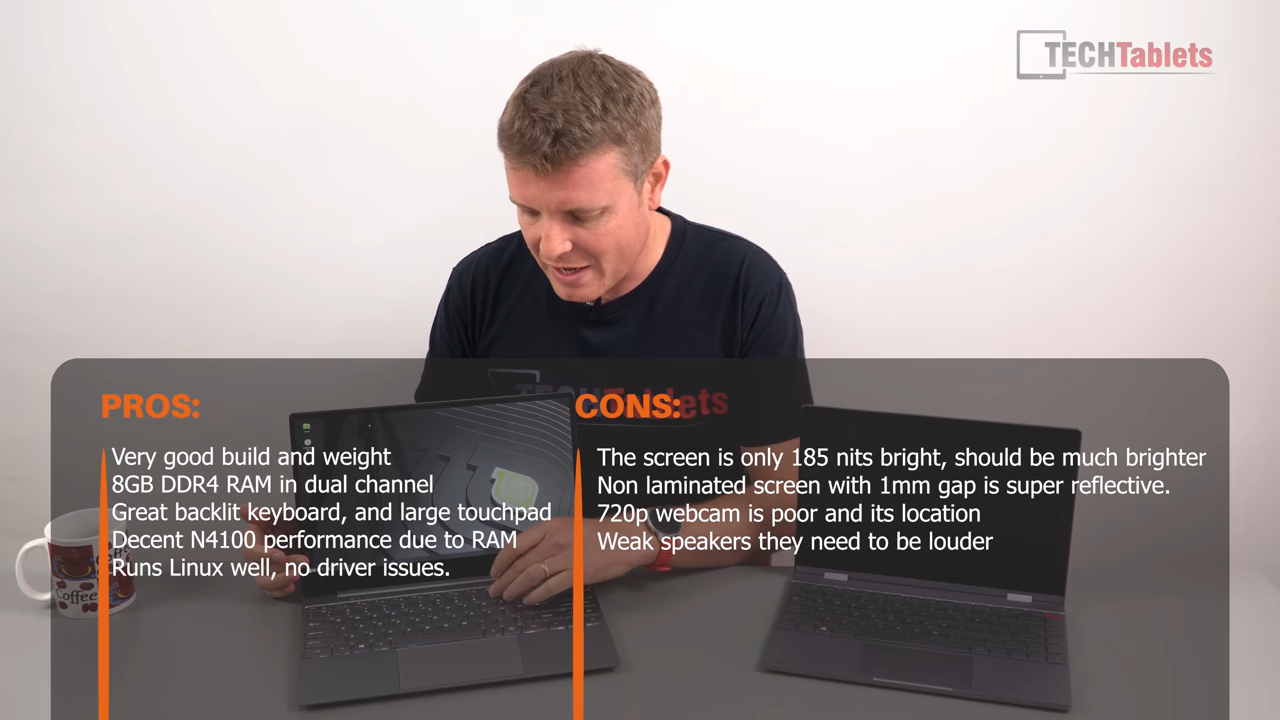 TECHTablets
PROS:
Very good build and weight
8GB DDR4 RAM in dual channel
Great backlit keyboard, and large touchpad
Decent N4100 performance due to RAM
Runs Linux well, no driver issues.
CONS:
The screen is only 185 nits bright, should be much brighter
Non laminated screen with 1mm gap is super reflective.
720p webcam is poor and its location
Weak speakers they need to be louder
TECHTablets
Coffee